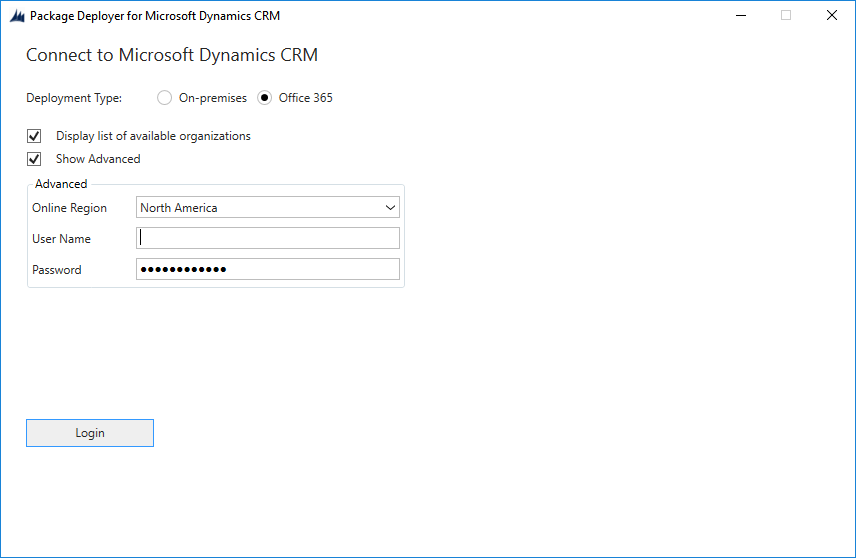 Package Deployer for Microsoft Dynamics CRM
Connect to Microsoft Dynamics CRM
Deployment Type: On-premises Office 365
Display list of available organizations
Show Advanced
Advanced
Online Region North America
User Name
Password ●●●●●●●●●●●●
Login